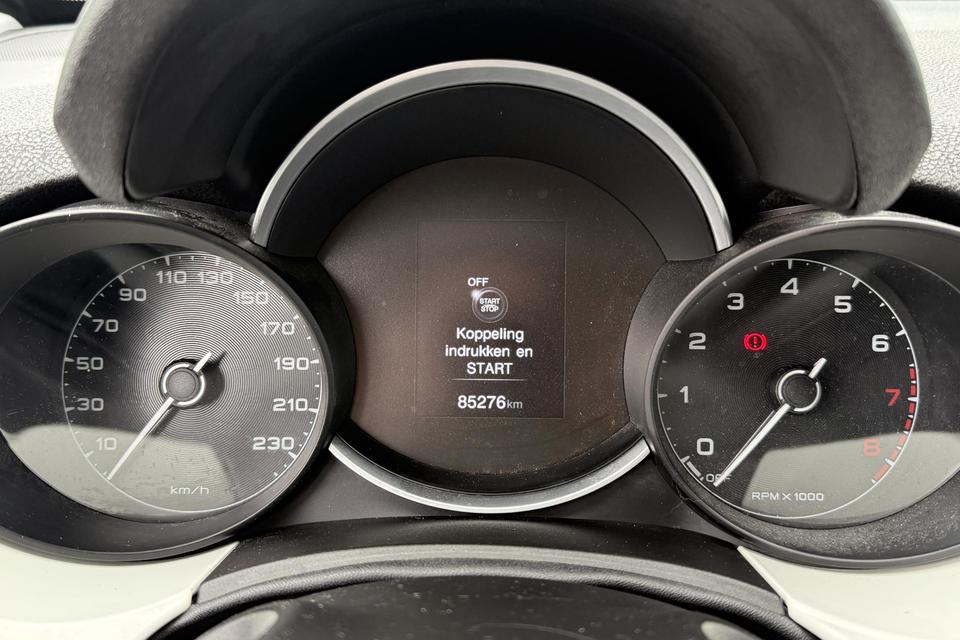 110 130
90
150
70
170
50
190
30
210
10
230
km/h
OFF
START
STOP
Koppeling
indrukken en
START
85276km
4
3
5
2
6
1
7
0
8
OFF
RPM X 1000